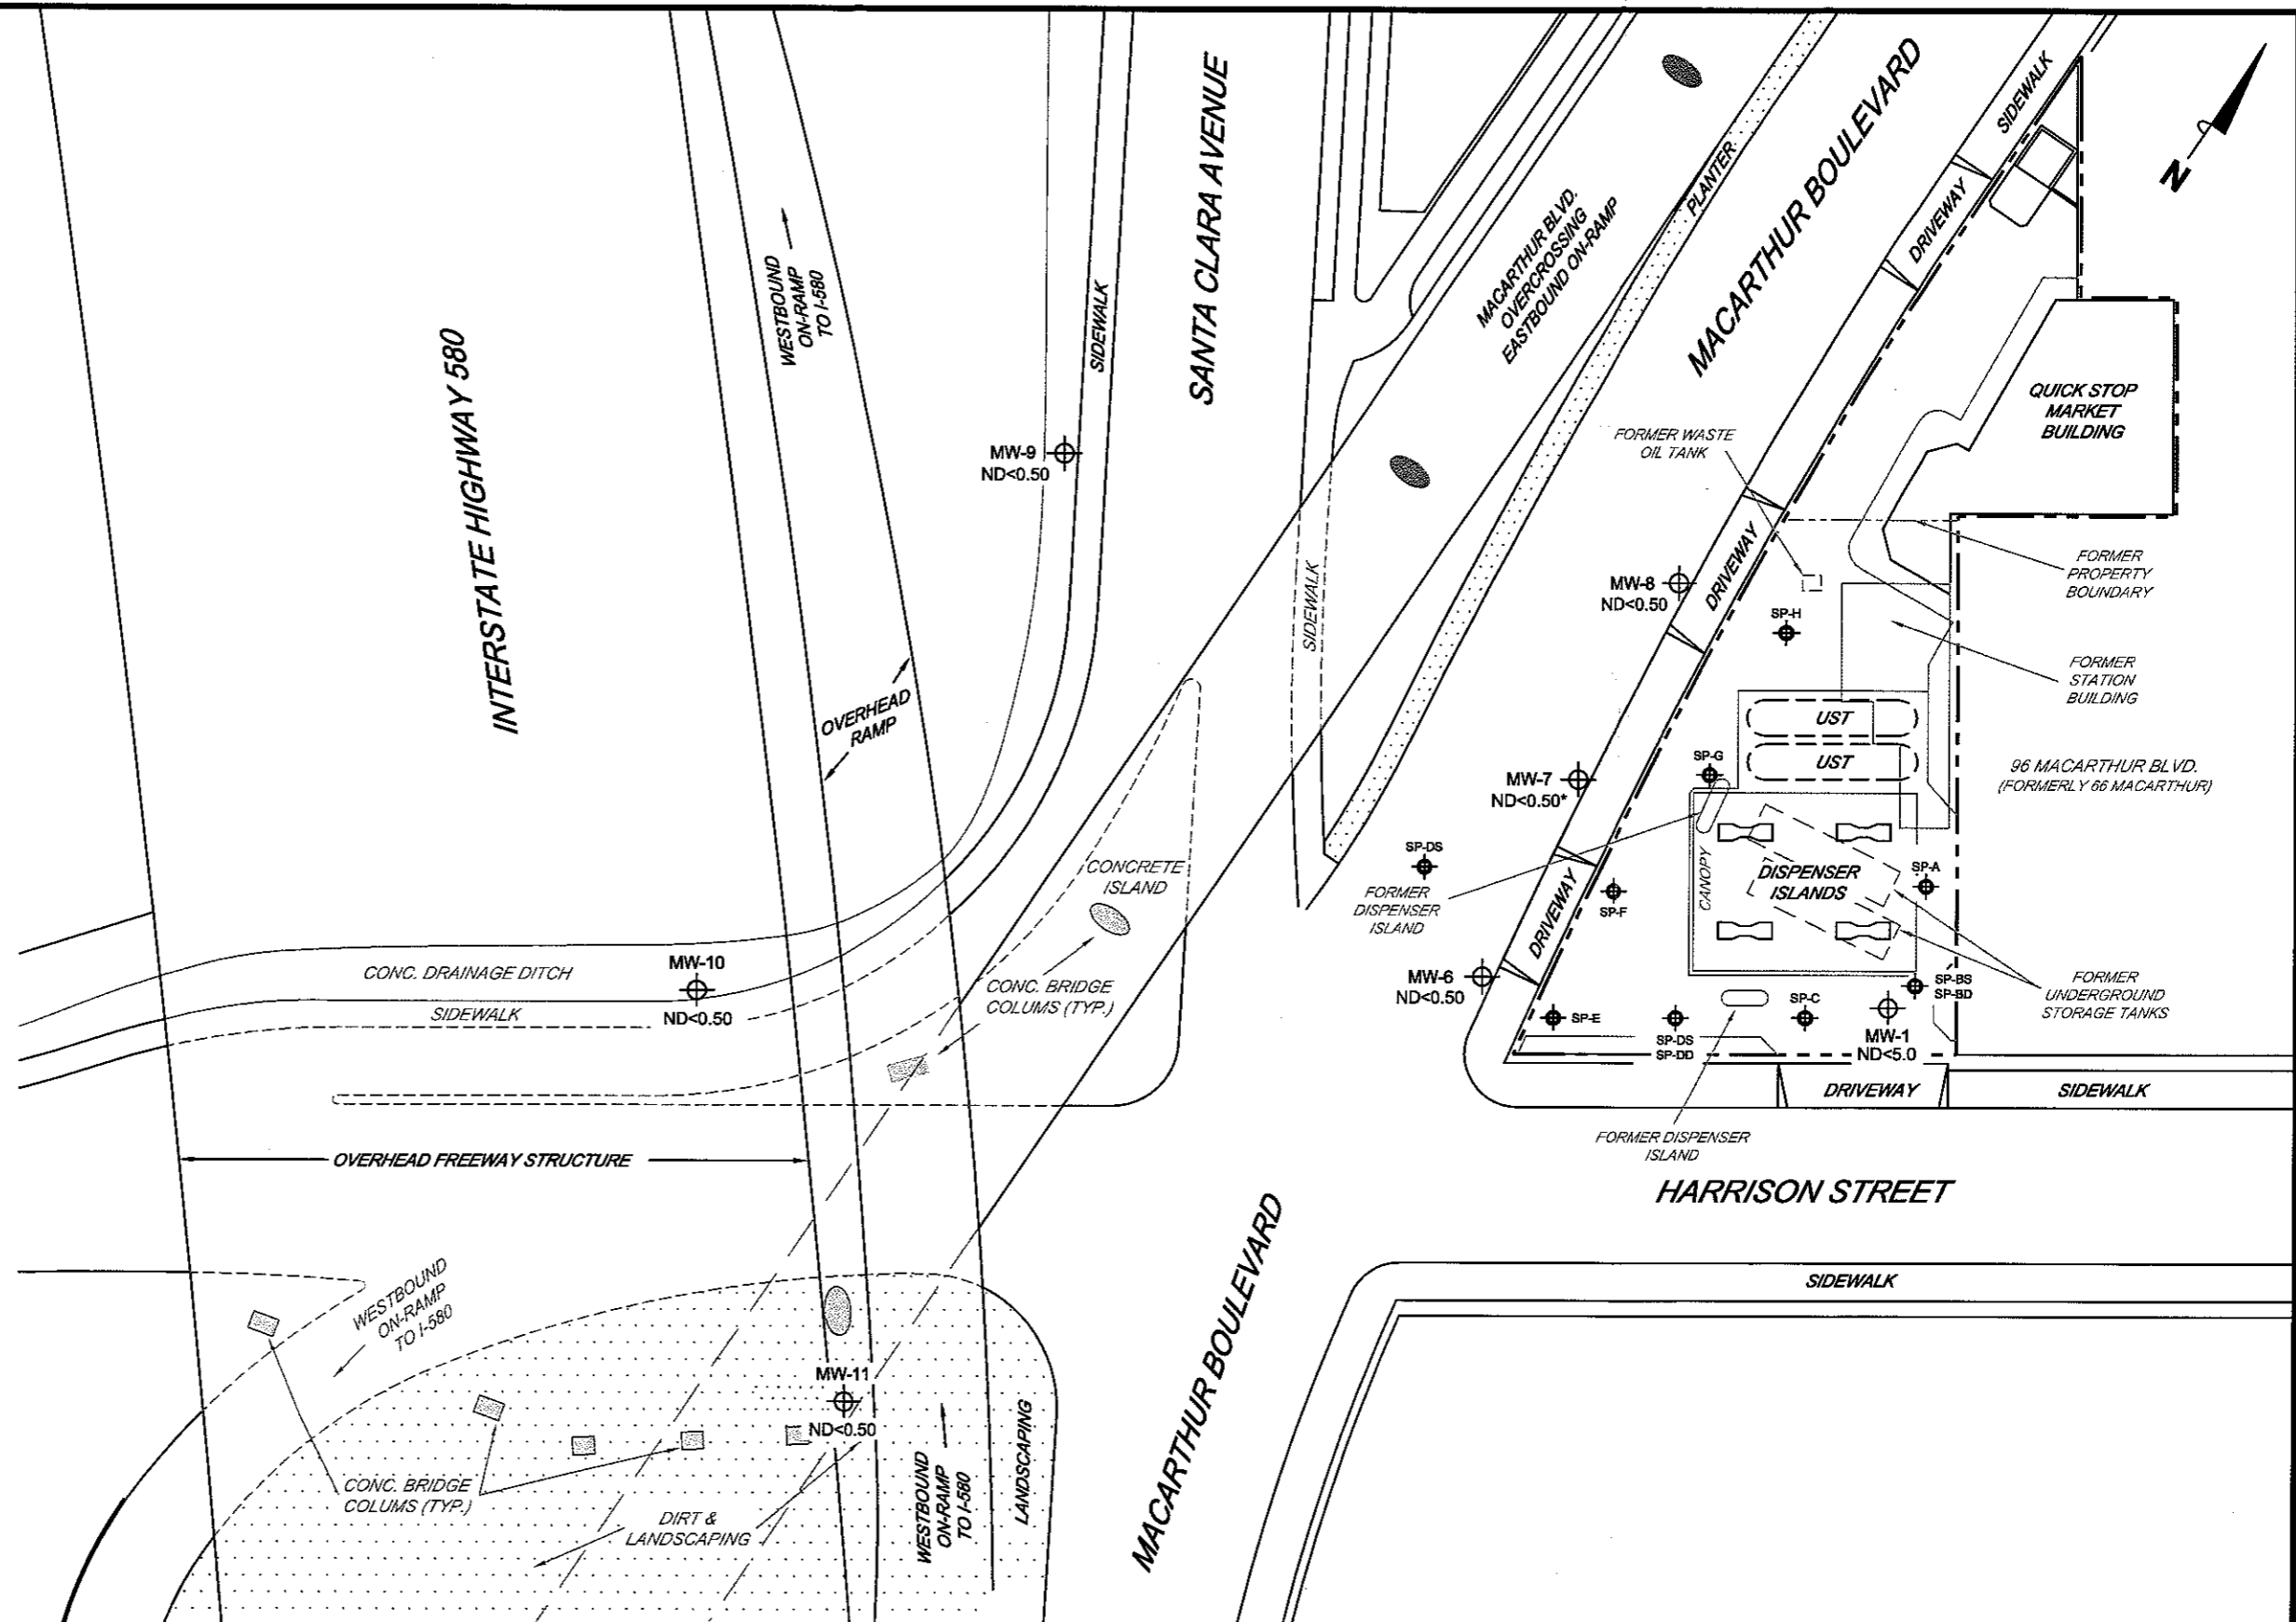 INTERSTATE HIGHWAY 580
WESTBOUND
ON-RAMP
TO I-580
OVERHEAD
RAMP
MW-9
ND<0.50
SIDEWALK
SANTA CLARA AVENUE
MACARTHUR BLVD.
OVERCROSSING
EASTBOUND ON-RAMP
PLANTER
MACARTHUR BOULEVARD
SIDEWALK
DRIVEWAY
N
QUICK STOP
MARKET
BUILDING
FORMER WASTE
OIL TANK
SIDEWALK
MW-8
ND<0.50
DRIVEWAY
SP-H
FORMER
PROPERTY
BOUNDARY
FORMER
STATION
BUILDING
UST
UST
SP-G
MW-7
ND<0.50*
96 MACARTHUR BLVD.
(FORMERLY 66 MACARTHUR)
SP-DS
FORMER
DISPENSER
ISLAND
DRIVEWAY
SP-F
CANOPY
DISPENSER
ISLANDS
SP-A
MW-6
ND<0.50
SP-E
SP-DS
SP-DD
SP-C
MW-1
ND<5.0
SP-BS
SP-BD
FORMER
UNDERGROUND
STORAGE TANKS
DRIVEWAY
SIDEWALK
FORMER DISPENSER
ISLAND
HARRISON STREET
SIDEWALK
CONCRETE
ISLAND
CONC. BRIDGE
COLUMS (TYP.)
CONC. DRAINAGE DITCH
SIDEWALK
MW-10
ND<0.50
OVERHEAD FREEWAY STRUCTURE
WESTBOUND
ON-RAMP
TO I-580
MW-11
ND<0.50
CONC. BRIDGE
COLUMS (TYP.)
DIRT &
LANDSCAPING
WESTBOUND
ON-RAMP
TO I-580
LANDSCAPING
MACARTHUR BOULEVARD